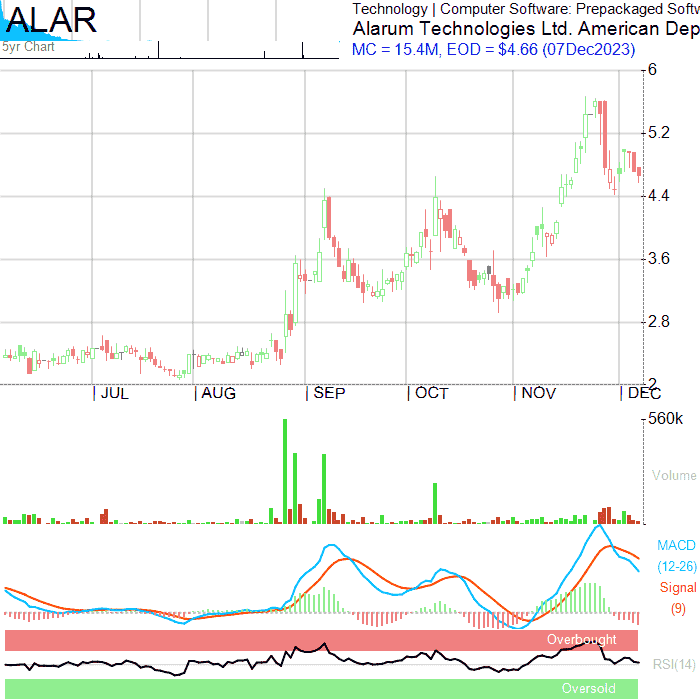 ALAR
5yr Chart
Technology | Computer Software: Prepackaged Softw
Alarum Technologies Ltd. American Dep
MC = 15.4M, EOD = $4.66 (07Dec2023)
6
5.2
4.4
3.6
2.8
2
JUL AUG SEP OCT NOV DEC
560k
Volume
MACD
(12-26)
Signal
(9)
Overbought
RSI(14)
Oversold